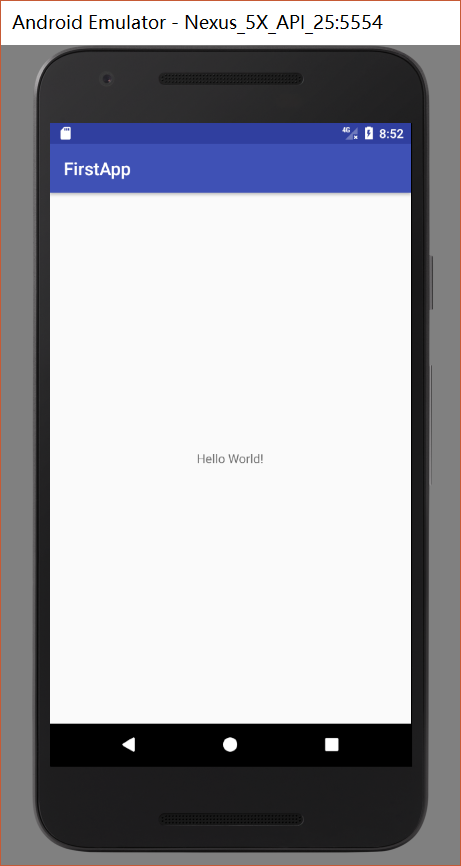 Android Emulator - Nexus_5X_API_25:5554
4G 8:52
FirstApp
Hello World!